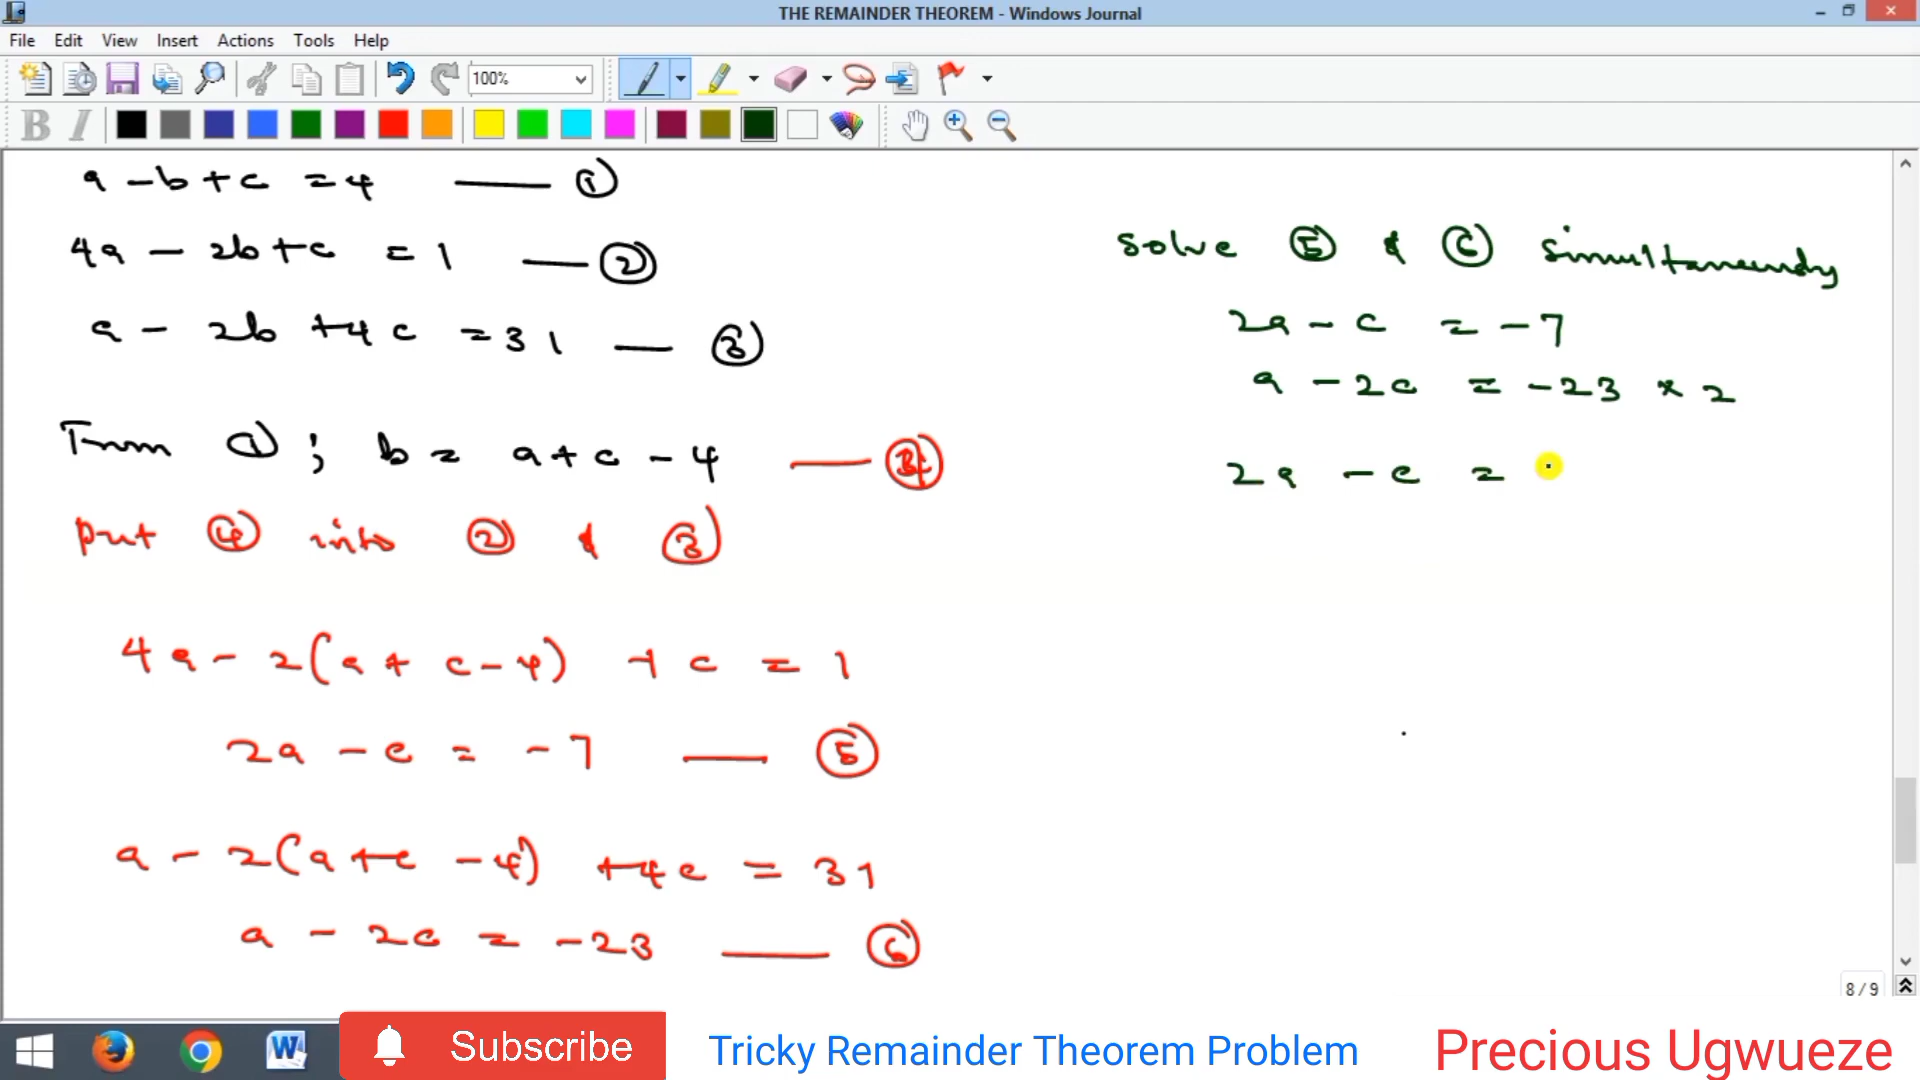 THE REMAINDER THEOREM - Windows Journal
File Edit View Insert Actions Tools Help
100%
B I
a - b + c = 4 —— ①
4a - 2b + c = 1 —— ②
a - 2b + 4c = 31 —— ③
From ①; b = a + c - 4 —— ④
put ④ into ② & ③
4a - 2(a + c - 4) + c = 1
2a - c = -7 —— ⑤
a - 2(a + c - 4) + 4c = 31
a - 2c = -23 —— ⑥
Solve ⑤ & ⑥ simultaneously
2a - c = -7
a - 2c = -23 × 2
2a - c =
8 / 9
Subscribe
Tricky Remainder Theorem Problem
Precious Ugwueze